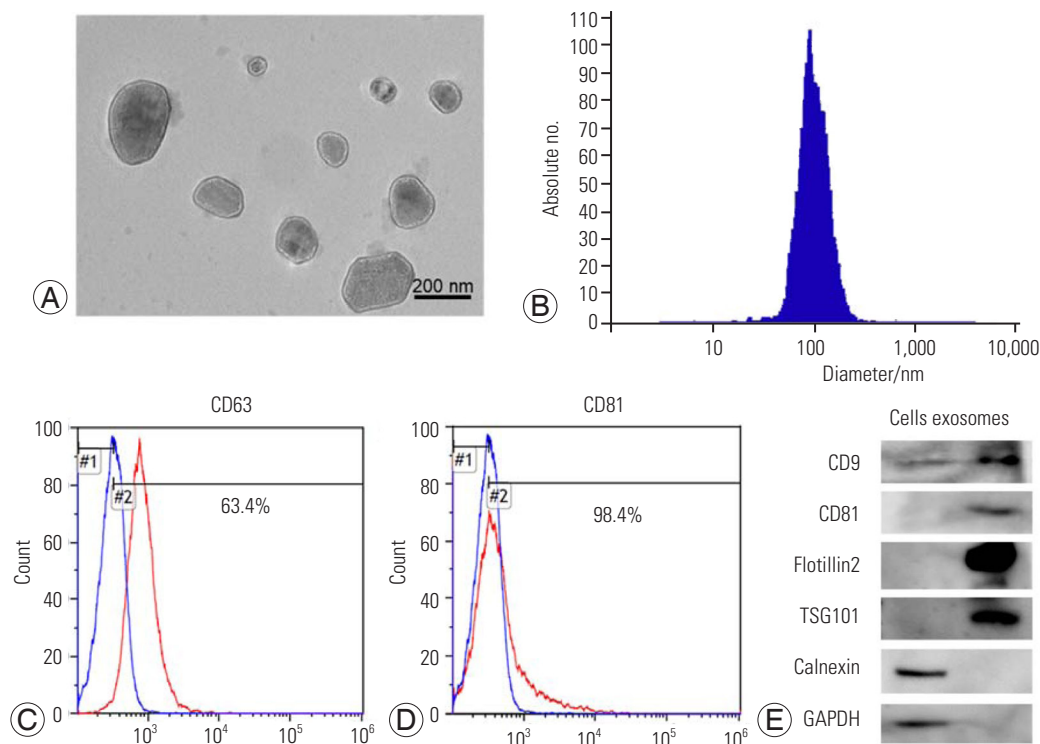 200 nm
A
110
100
90
80
70
60
50
40
30
20
10
0
Absolute no.
10
100
1,000
10,000
Diameter/nm
B
CD63
100
80
60
40
20
0
Count
#1
#2
63.4%
10³
10⁴
10⁵
10⁶
C
CD81
100
80
60
40
20
0
Count
#1
#2
98.4%
10³
10⁴
10⁵
10⁶
D
Cells exosomes
CD9
CD81
Flotillin2
TSG101
Calnexin
GAPDH
E